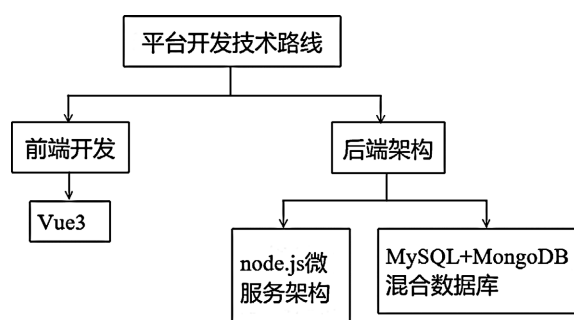 平台开发技术路线
前端开发
后端架构
Vue3
node.js微
服务架构
MySQL+MongoDB
混合数据库